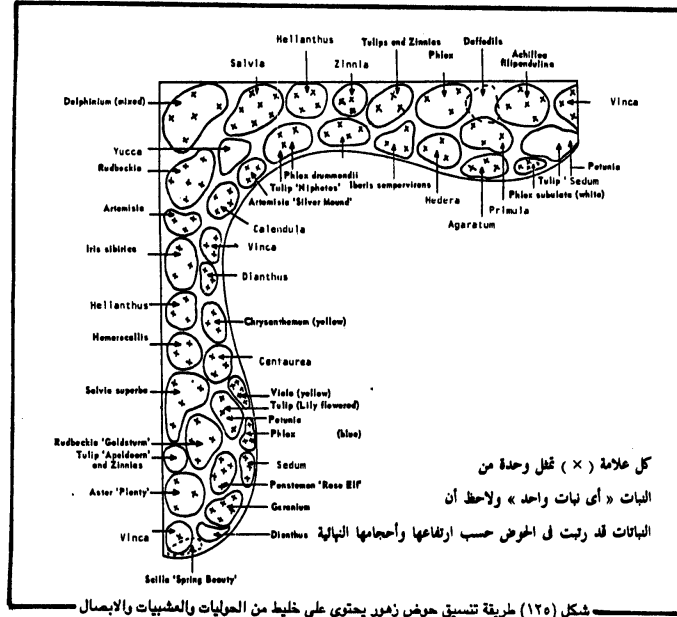 Helianthus
Tulips and Zinnies
Daffodils
Salvia
Zinnia
Phlox
Achillea
filipendulina
Delphinium (mixed)
Vinca
Yucca
Rudbeckia
Phlox drummondii
Tulip 'Niphetos'
Iberis sempervirens
Artemisia 'Silver Mound'
Hedera
Agaratum
Primula
Phlox subulata (white)
Tulip
Sedum
Petunia
Artemisia
Calendula
Iris sibirica
Vinca
Dianthus
Helianthus
Chrysanthemum (yellow)
Hemerocallis
Centaurea
Salvia superba
Viola (yellow)
Tulip (Lily flowered)
Petunia
Phlox (blue)
Rudbeckia 'Goldsturm'
Tulip 'Apeldoorn'
and Zinnies
Sedum
Aster 'Plenty'
Penstemon 'Rose Elf'
Geranium
Vinca
Dianthus
Scilla 'Spring Beauty'
كل علامة ( × ) تمثل وحدة من
النبات « أى نبات واحد » ولاحظ أن
النباتات قد رتبت فى الحوض حسب ارتفاعها وأحجامها النهائية
شكل (١٢٥) طريقة تنسيق حوض زهور يحتوى على خليط من الحوليات والعشبيات والابصال